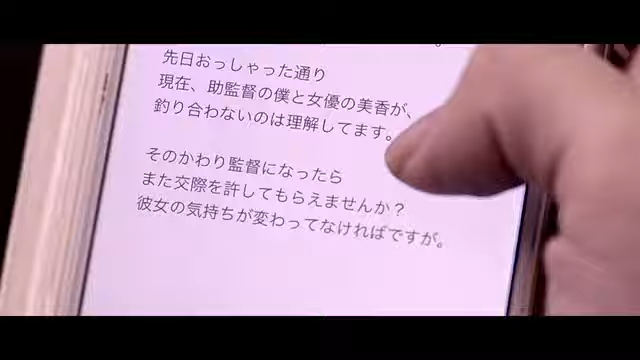 先日おっしゃった通り
現在、助監督の僕と女優の美香が、
釣り合わないのは理解してます。
そのかわり監督になったら
また交際を許してもらえませんか？
彼女の気持ちが変わってなければですが。